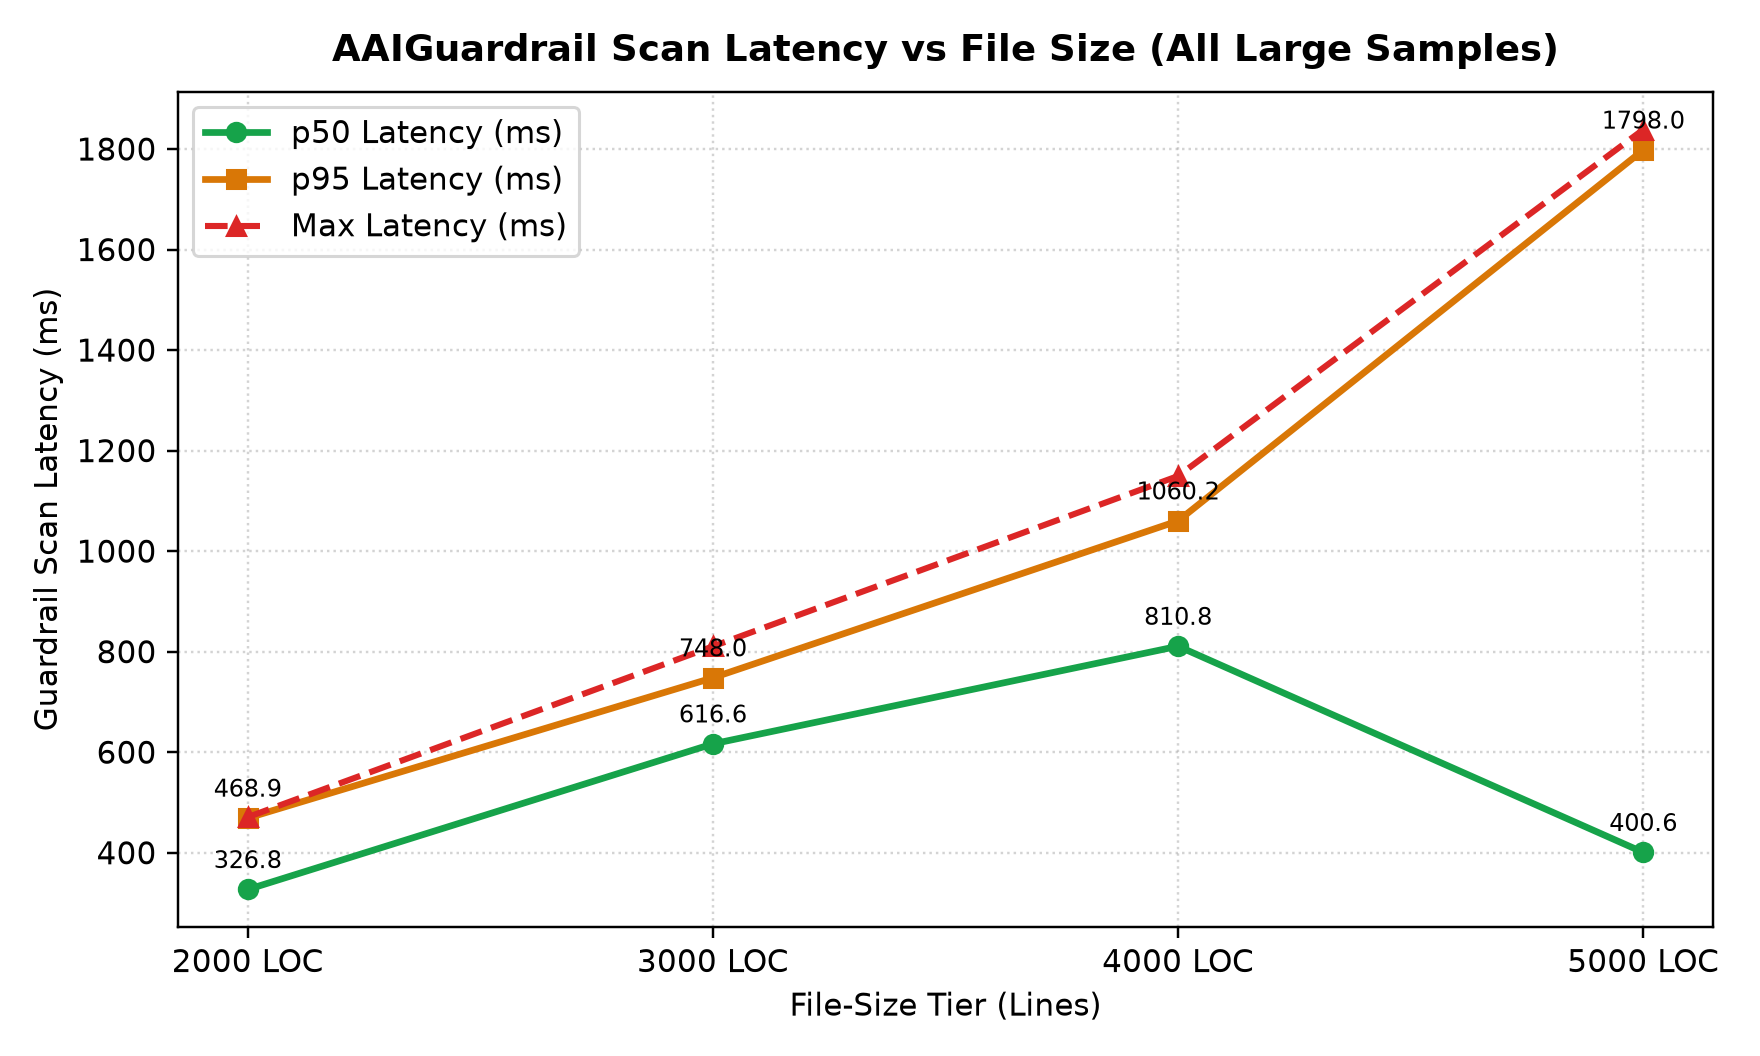 AAIGuardrail Scan Latency vs File Size (All Large Samples)
p50 Latency (ms)
p95 Latency (ms)
Max Latency (ms)
Guardrail Scan Latency (ms)
1800
1600
1400
1200
1000
800
600
400
1798.0
1060.2
810.8
748.0
616.6
468.9
326.8
400.6
2000 LOC
3000 LOC
4000 LOC
5000 LOC
File-Size Tier (Lines)